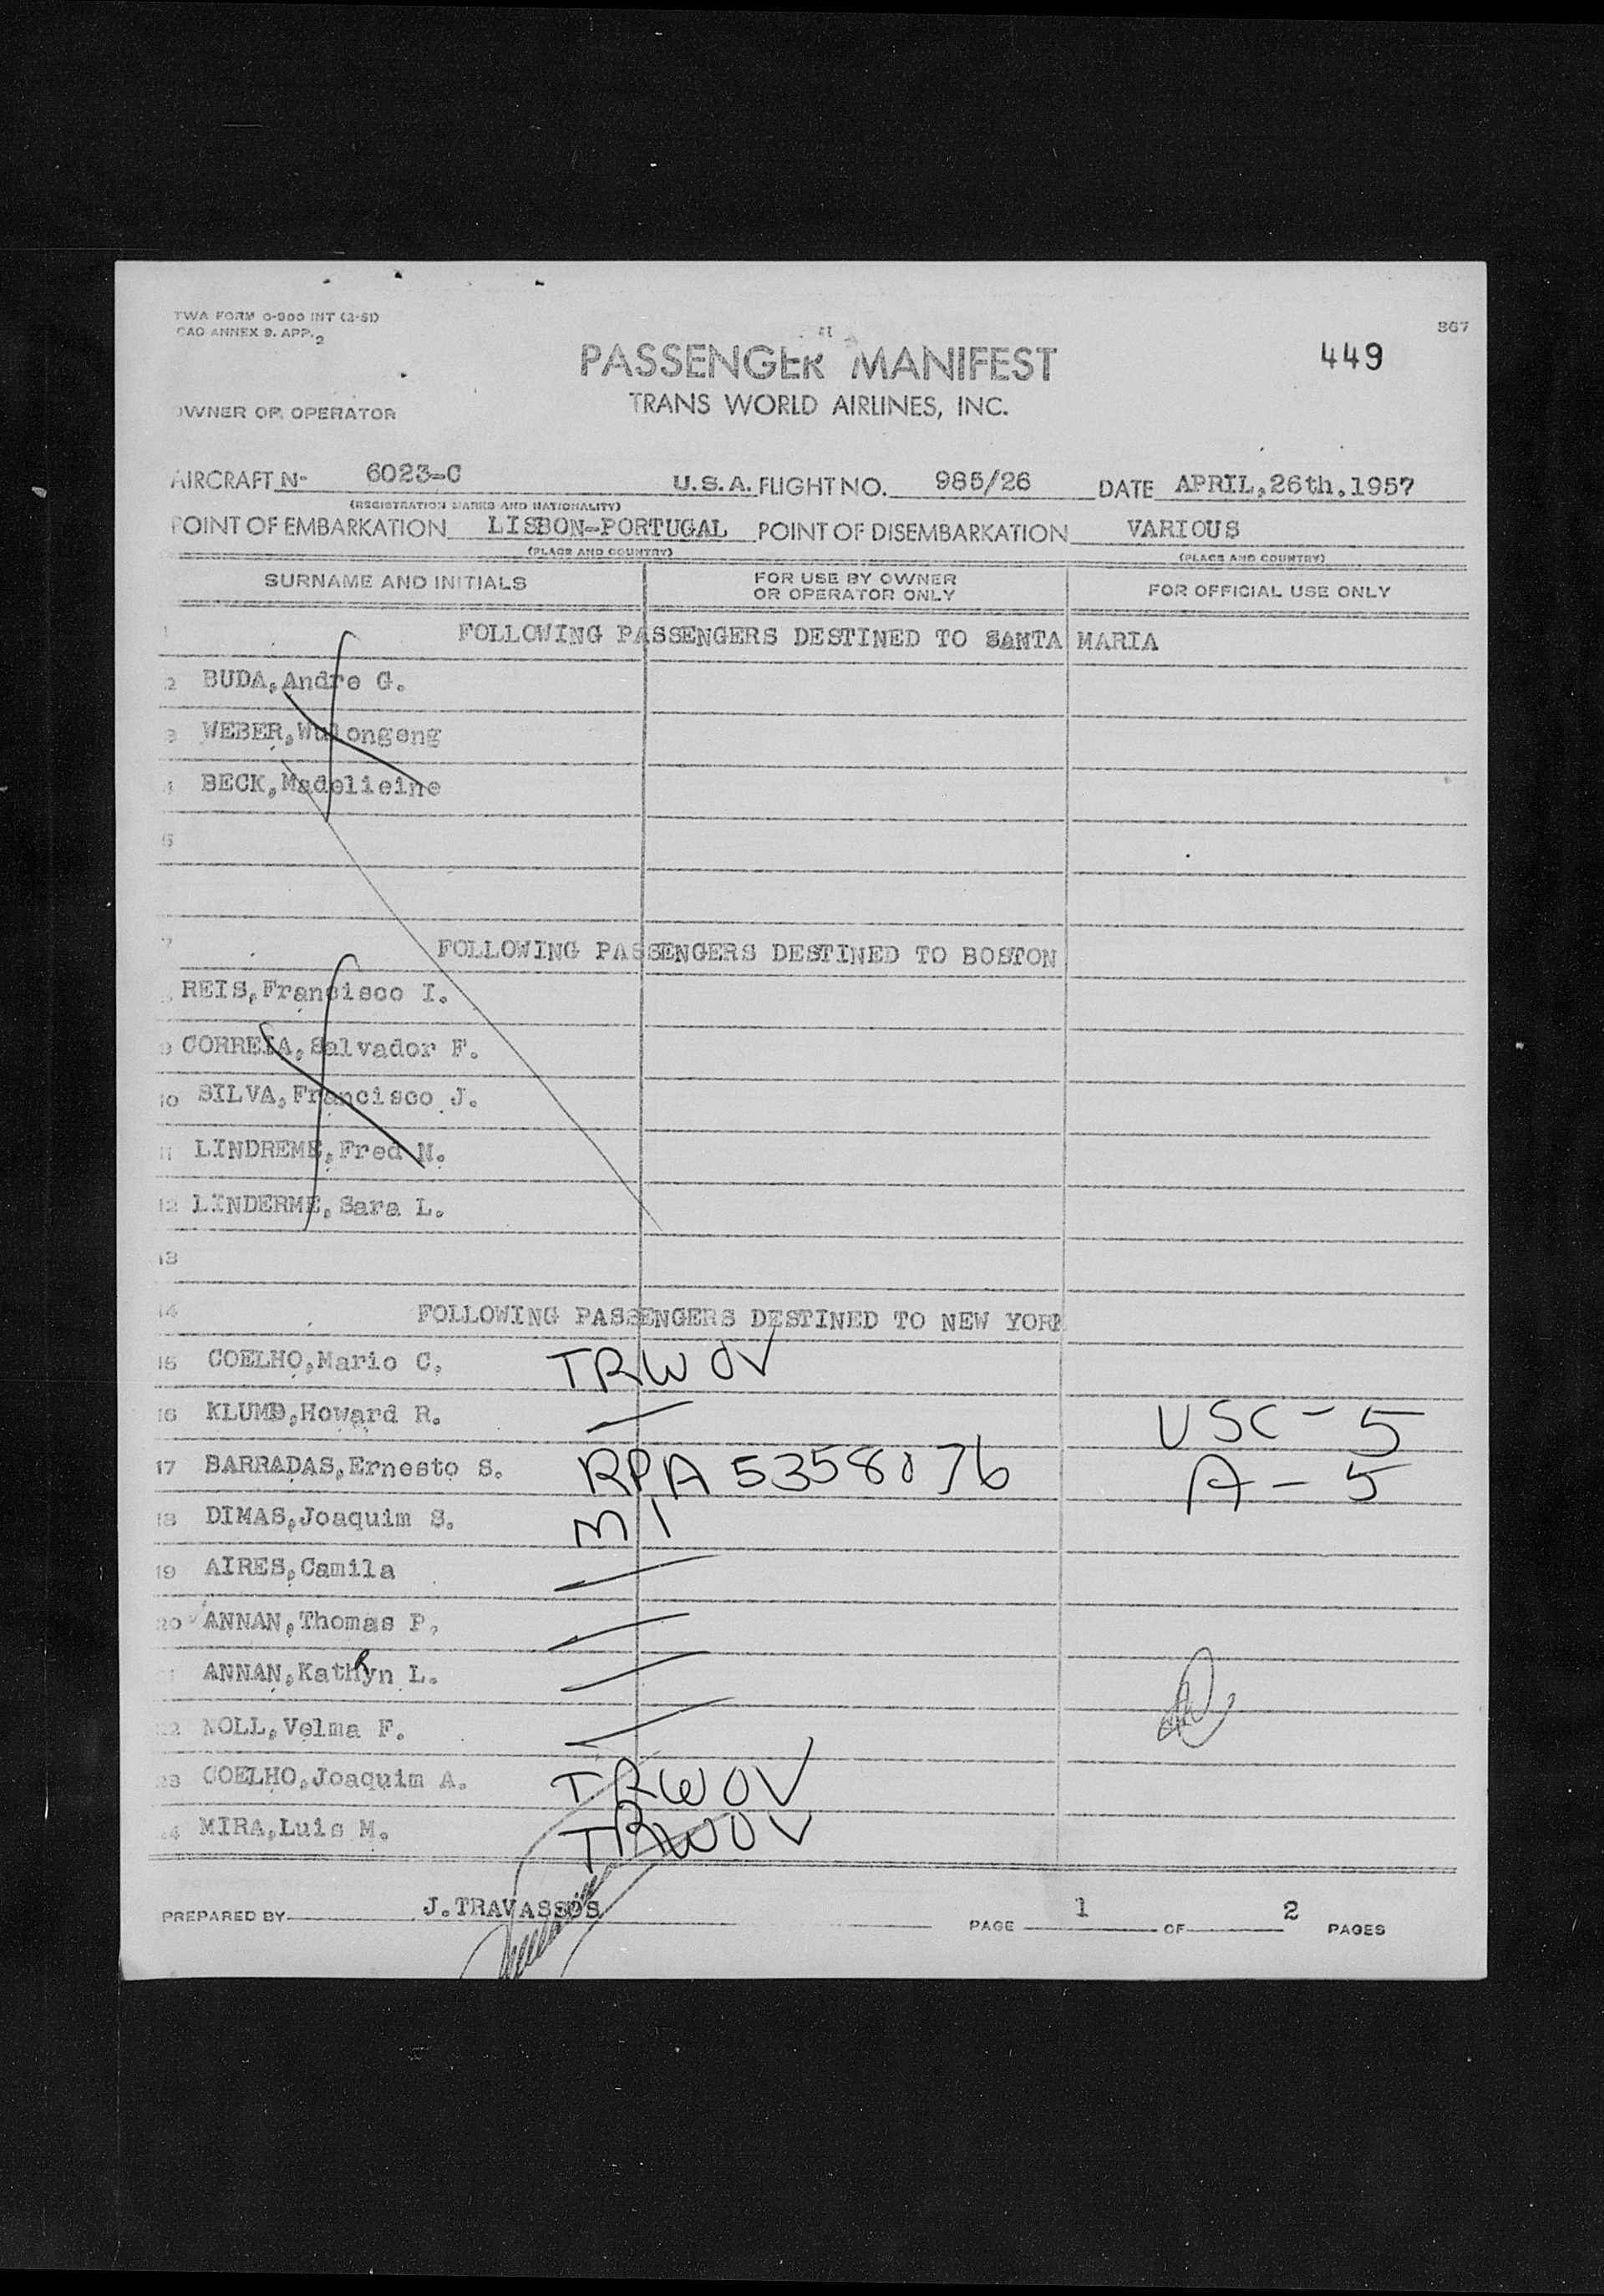 TWA FORM 0-900 INT (3-51)
CAO ANNEX 9. APP. 2
867
449
PASSENGER MANIFEST
TRANS WORLD AIRLINES, INC.
OWNER OR OPERATOR
AIRCRAFT N- 6023-C U.S.A. FLIGHT NO. 985/26 DATE APRIL,26th.1957
(REGISTRATION MARKS AND NATIONALITY)
POINT OF EMBARKATION LISBON-PORTUGAL POINT OF DISEMBARKATION VARIOUS
(PLACE AND COUNTRY) (PLACE AND COUNTRY)
SURNAME AND INITIALS FOR USE BY OWNER OR OPERATOR ONLY FOR OFFICIAL USE ONLY
1 FOLLOWING PASSENGERS DESTINED TO SANTA MARIA
2 BUDA,Andre G.
3 WEBER,Wulongeng
4 BECK,Madelieine
5
7 FOLLOWING PASSENGERS DESTINED TO BOSTON
REIS,Francisco I.
9 CORREIA,Salvador F.
10 SILVA,Francisco J.
11 LINDREME,Fred N.
12 LINDERME,Sara L.
13
14 FOLLOWING PASSENGERS DESTINED TO NEW YORK
15 COELHO,Mario C. TRWOV
16 KLUMB,Howard R. USC-5
17 BARRADAS,Ernesto S. RPA 5358076 A-5
18 DIMAS,Joaquim S. M1
19 AIRES,Camila
20 ANNAN,Thomas P.
21 ANNAN,KathRyn L.
22 NOLL,Velma F.
23 COELHO,Joaquim A. TRWOV
24 MIRA,Luis M. TRWOV
PREPARED BY J.TRAVASSOS PAGE 1 OF 2 PAGES